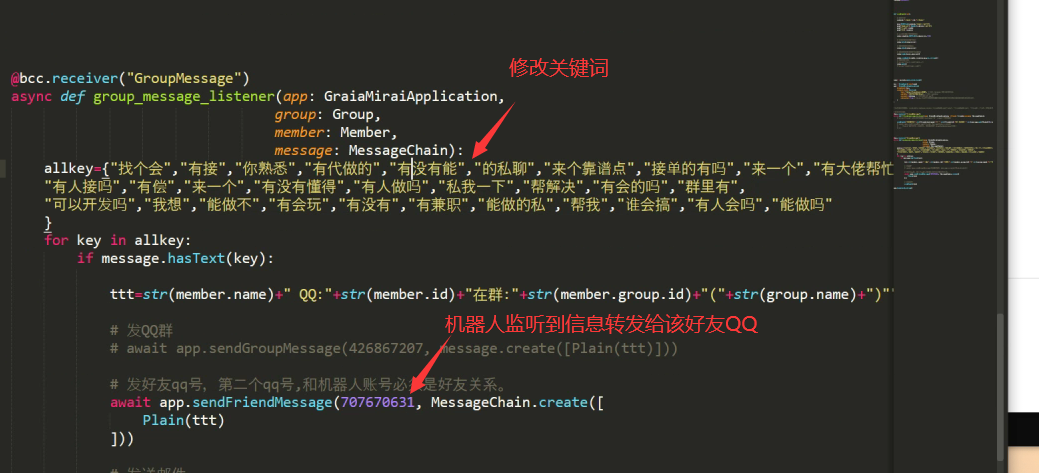 @bcc.receiver("GroupMessage")
修改关键词
async def group_message_listener(app: GraiaMiraiApplication,
group: Group,
member: Member,
message: MessageChain):
allkey={"找个会","有接","你熟悉","有代做的","有没有能","的私聊","来个靠谱点","接单的有吗","来一个","有大佬帮忙
"有人接吗","有偿","来一个","有没有懂得","有人做吗","私我一下","帮解决","有会的吗","群里有",
"可以开发吗","我想","能做不","有会玩","有没有","有兼职","能做的私","帮我","谁会搞","有人会吗","能做吗"
}
for key in allkey:
if message.hasText(key):
ttt=str(member.name)+" QQ:"+str(member.id)+"在群:"+str(member.group.id)+"("+str(group.name)+")"
机器人监听到信息转发给该好友QQ
# 发QQ群
# await app.sendGroupMessage(426867207, message.create([Plain(ttt)]))
# 发好友qq号, 第二个qq号,和机器人账号必须是好友关系。
await app.sendFriendMessage(707670631, MessageChain.create([
Plain(ttt)
]))
# 发送邮件